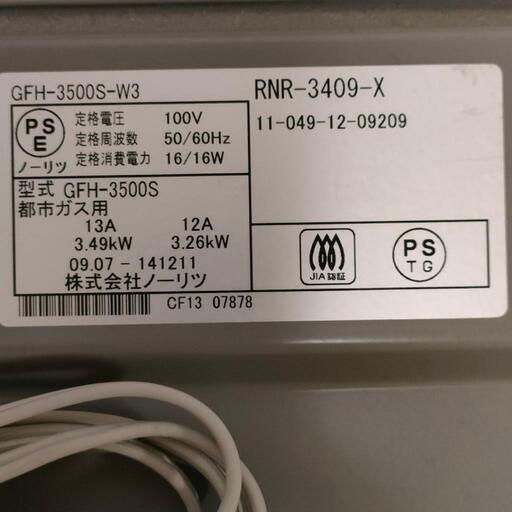 GFH-3500S-W3
RNR-3409-X
PS
E
ノーリツ
定格電圧 100V
定格周波数 50/60Hz
定格消費電力 16/16W
11-049-12-09209
型式 GFH-3500S
都市ガス用
13A 12A
3.49kW 3.26kW
09.07-141211
株式会社ノーリツ
JIA認証
PS
TG
CF13 07878